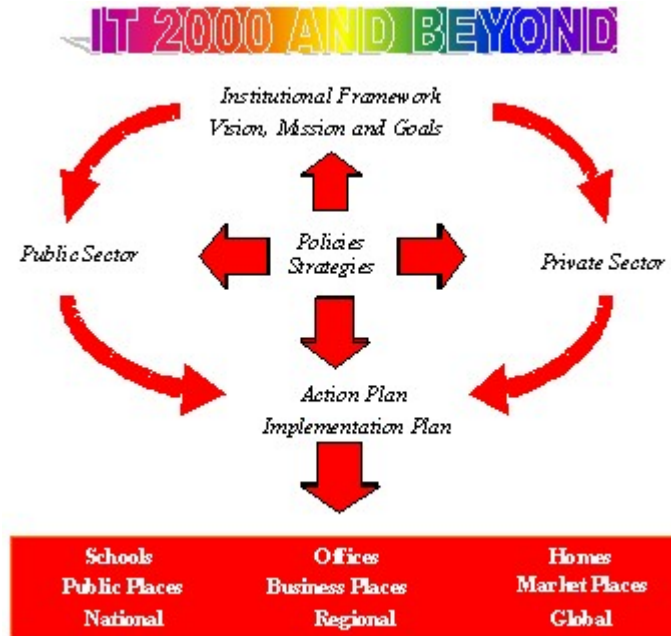 IT 2000 AND BEYOND
Institutional Framework
Vision, Mission and Goals
Public Sector
Policies
Strategies
Private Sector
Action Plan
Implementation Plan
Schools Offices Homes
Public Places Business Places Market Places
National Regional Global